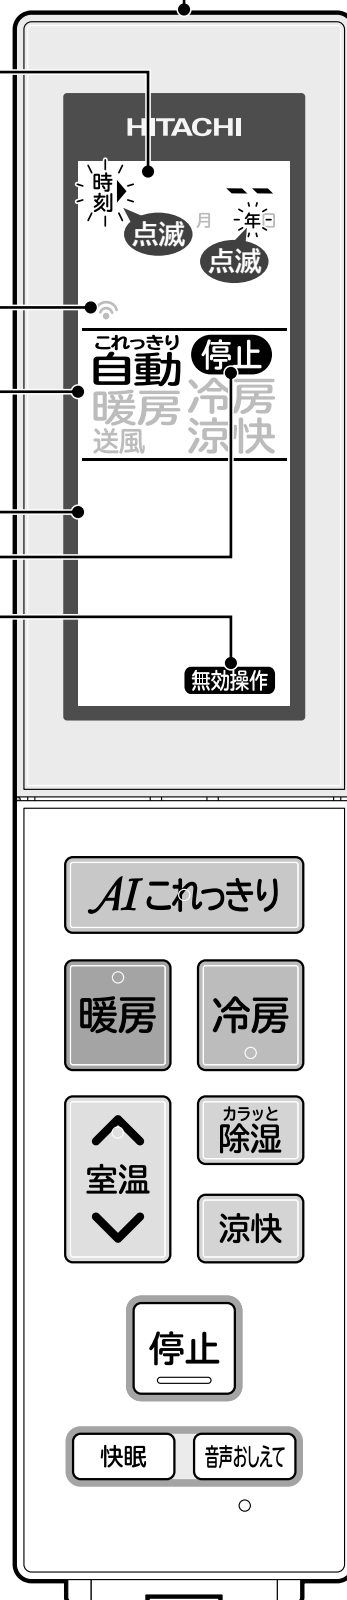 HITACHI
時刻
月 年 日
点滅
点滅
これっきり
自動 停止
暖房 冷房
送風 涼快
無効操作
AIこれっきり
暖房 冷房
カラッと
除湿
室温
涼快
停止
快眠 音声おしえて